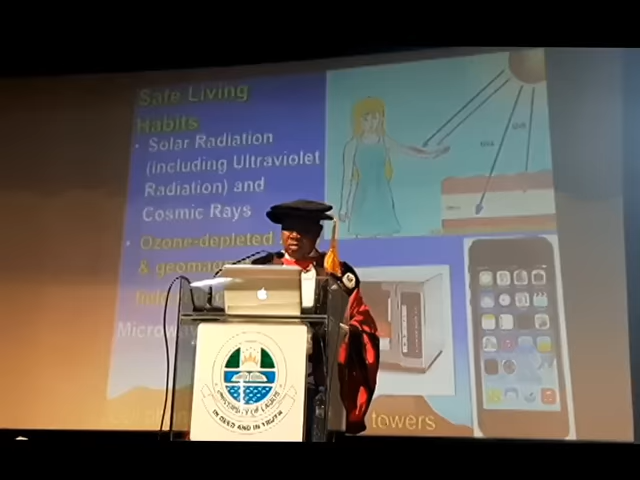 Safe Living
Habits
• Solar Radiation
(including Ultraviolet
Radiation) and
Cosmic Rays
• Ozone-depleted
& geomag
Microw
towers
UNIVERSITY OF LAGOS
IN DEED AND IN TRUTH